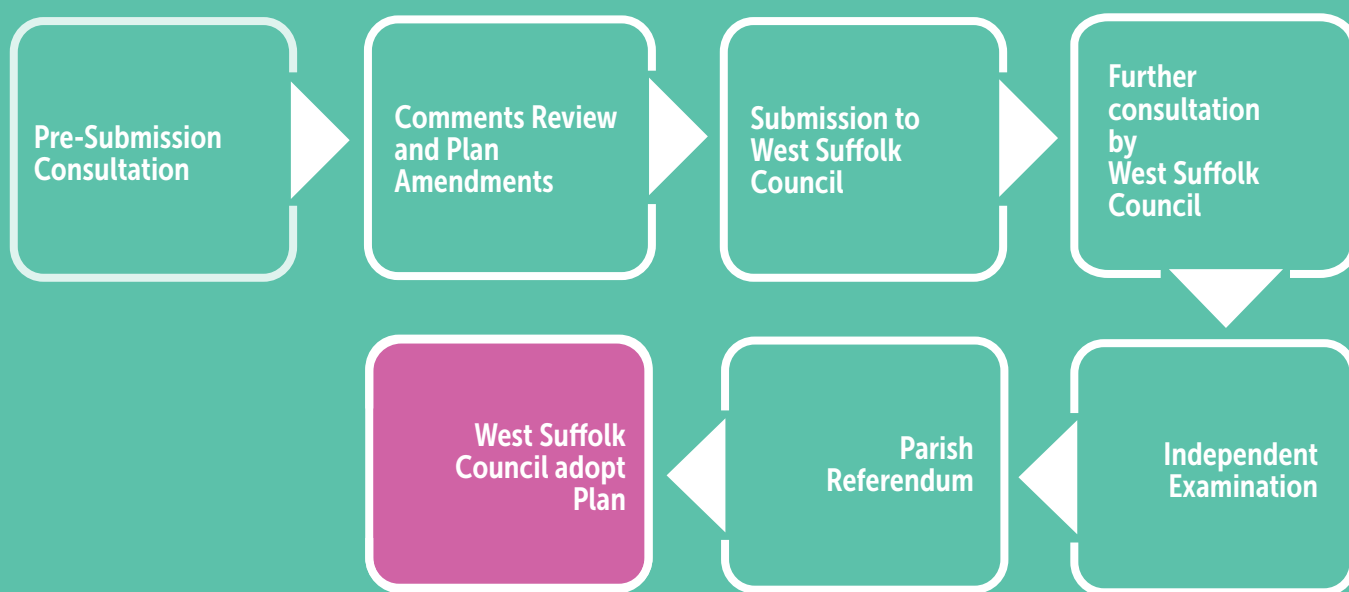 Pre-Submission
Consultation
Comments Review
and Plan
Amendments
Submission to
West Suffolk
Council
Further
consultation
by
West Suffolk
Council
Independent
Examination
Parish
Referendum
West Suffolk
Council adopt
Plan